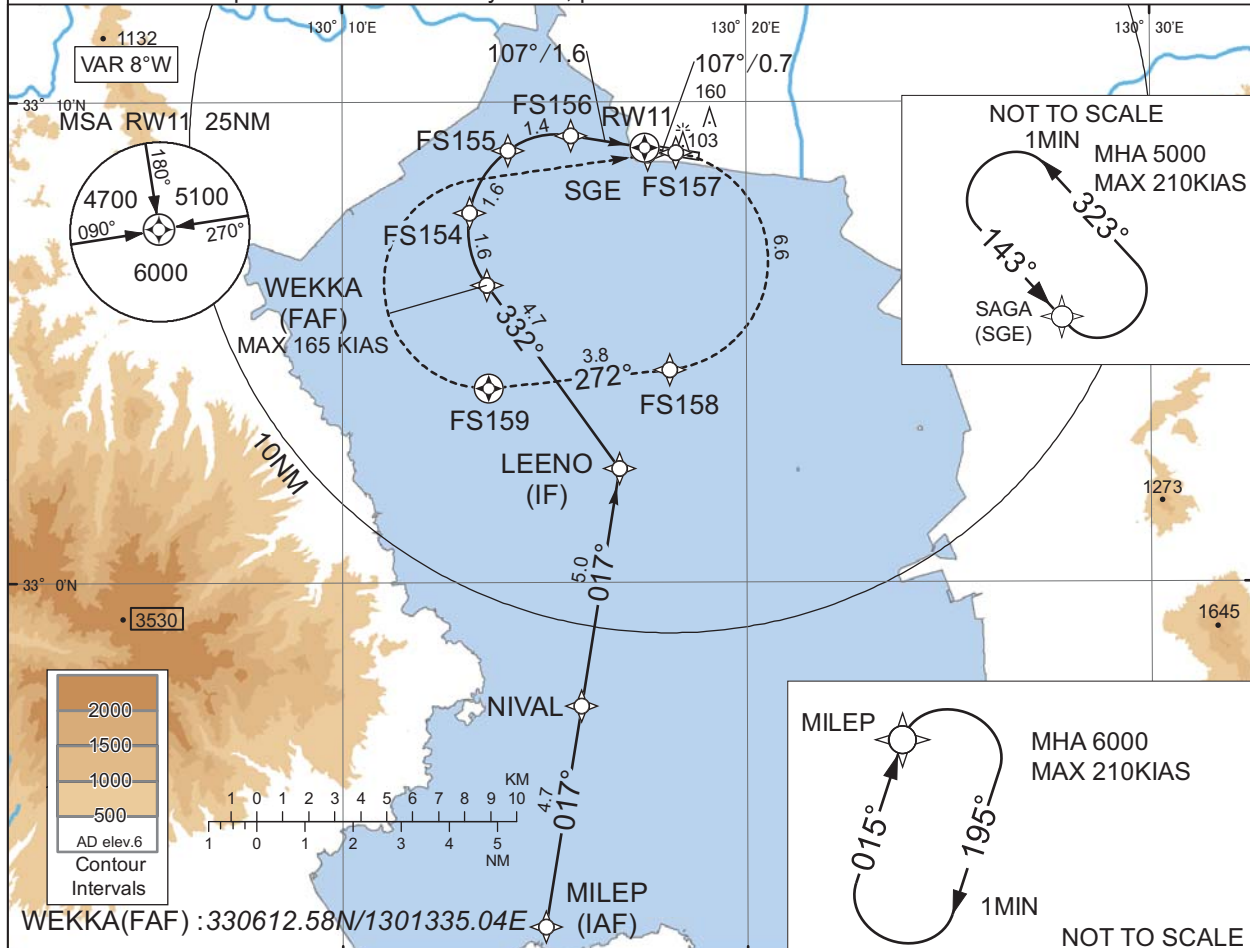 130° 10'E
130° 20'E
130° 30'E
1132
VAR 8°W
107°/1.6
107°/0.7
33° 10'N
MSA RW11 25NM
FS156
RW11
160
103
FS155
1.4
SGE
FS157
180°
4700
5100
090°
270°
6000
1.6
FS154
1.6
6.6
WEKKA
(FAF)
MAX 165 KIAS
4.7
332°
3.8
272°
FS159
FS158
LEENO
(IF)
10NM
NOT TO SCALE
1MIN
MHA 5000
MAX 210KIAS
323°
143°
SAGA
(SGE)
1273
33° 0'N
5.0
017°
3530
1645
NIVAL
2000
1500
1000
500
AD elev.6
Contour
Intervals
KM
1 0 1 2 3 4 5 6 7 8 9 10
1 0 1 2 3 4 5
NM
4.7
017°
MILEP
(IAF)
WEKKA(FAF) :330612.58N/1301335.04E
MILEP
MHA 6000
MAX 210KIAS
015°
195°
1MIN
NOT TO SCALE